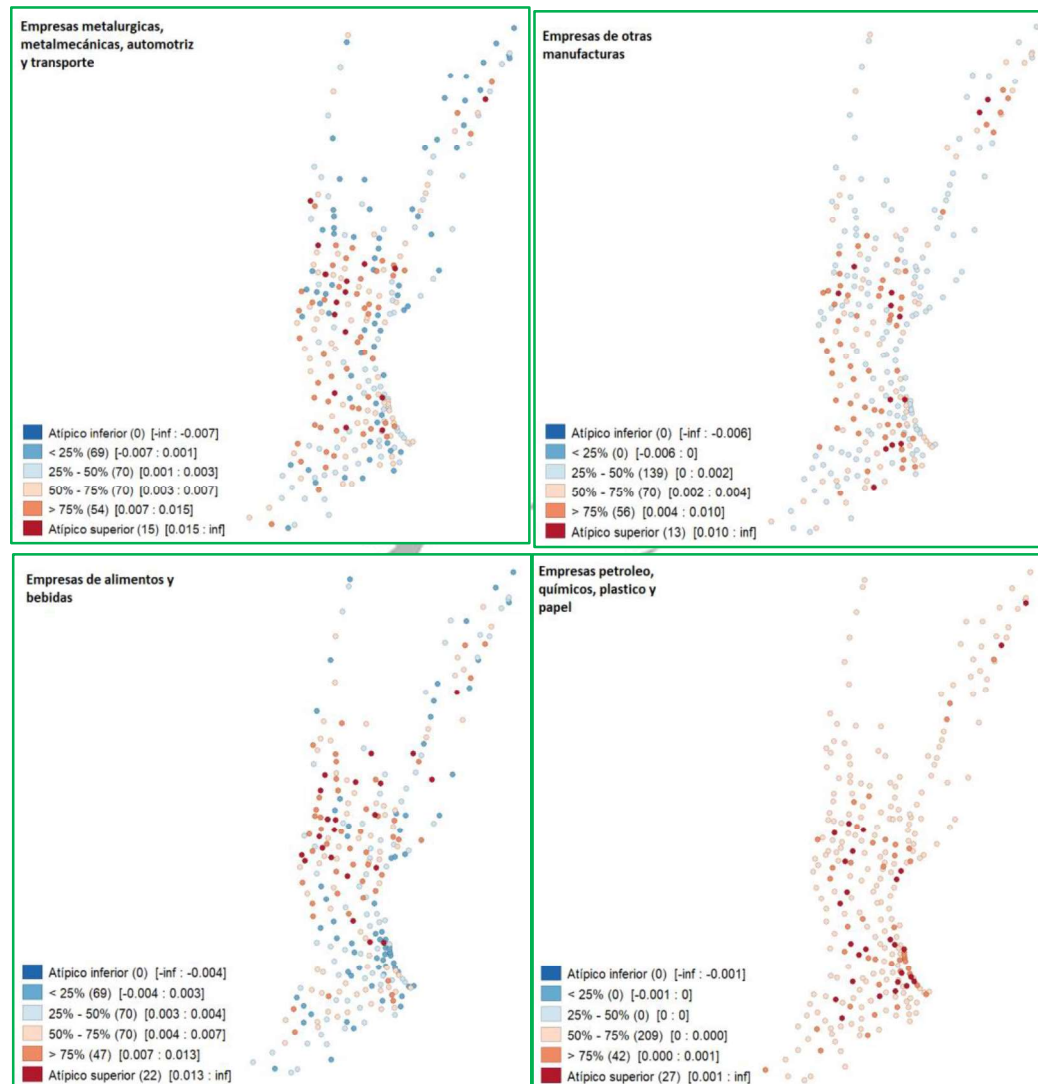 Empresas metalurgicas,
metalmecánicas, automotriz
y transporte
Atípico inferior (0) [-inf : -0.007]
< 25% (69) [-0.007 : 0.001]
25% - 50% (70) [0.001 : 0.003]
50% - 75% (70) [0.003 : 0.007]
> 75% (54) [0.007 : 0.015]
Atípico superior (15) [0.015 : inf]
Empresas de otras
manufacturas
Atípico inferior (0) [-inf : -0.006]
< 25% (0) [-0.006 : 0]
25% - 50% (139) [0 : 0.002]
50% - 75% (70) [0.002 : 0.004]
> 75% (56) [0.004 : 0.010]
Atípico superior (13) [0.010 : inf]
Empresas de alimentos y
bebidas
Atípico inferior (0) [-inf : -0.004]
< 25% (69) [-0.004 : 0.003]
25% - 50% (70) [0.003 : 0.004]
50% - 75% (70) [0.004 : 0.007]
> 75% (47) [0.007 : 0.013]
Atípico superior (22) [0.013 : inf]
Empresas petroleo,
químicos, plastico y
papel
Atípico inferior (0) [-inf : -0.001]
< 25% (0) [-0.001 : 0]
25% - 50% (0) [0 : 0]
50% - 75% (209) [0 : 0.000]
> 75% (42) [0.000 : 0.001]
Atípico superior (27) [0.001 : inf]